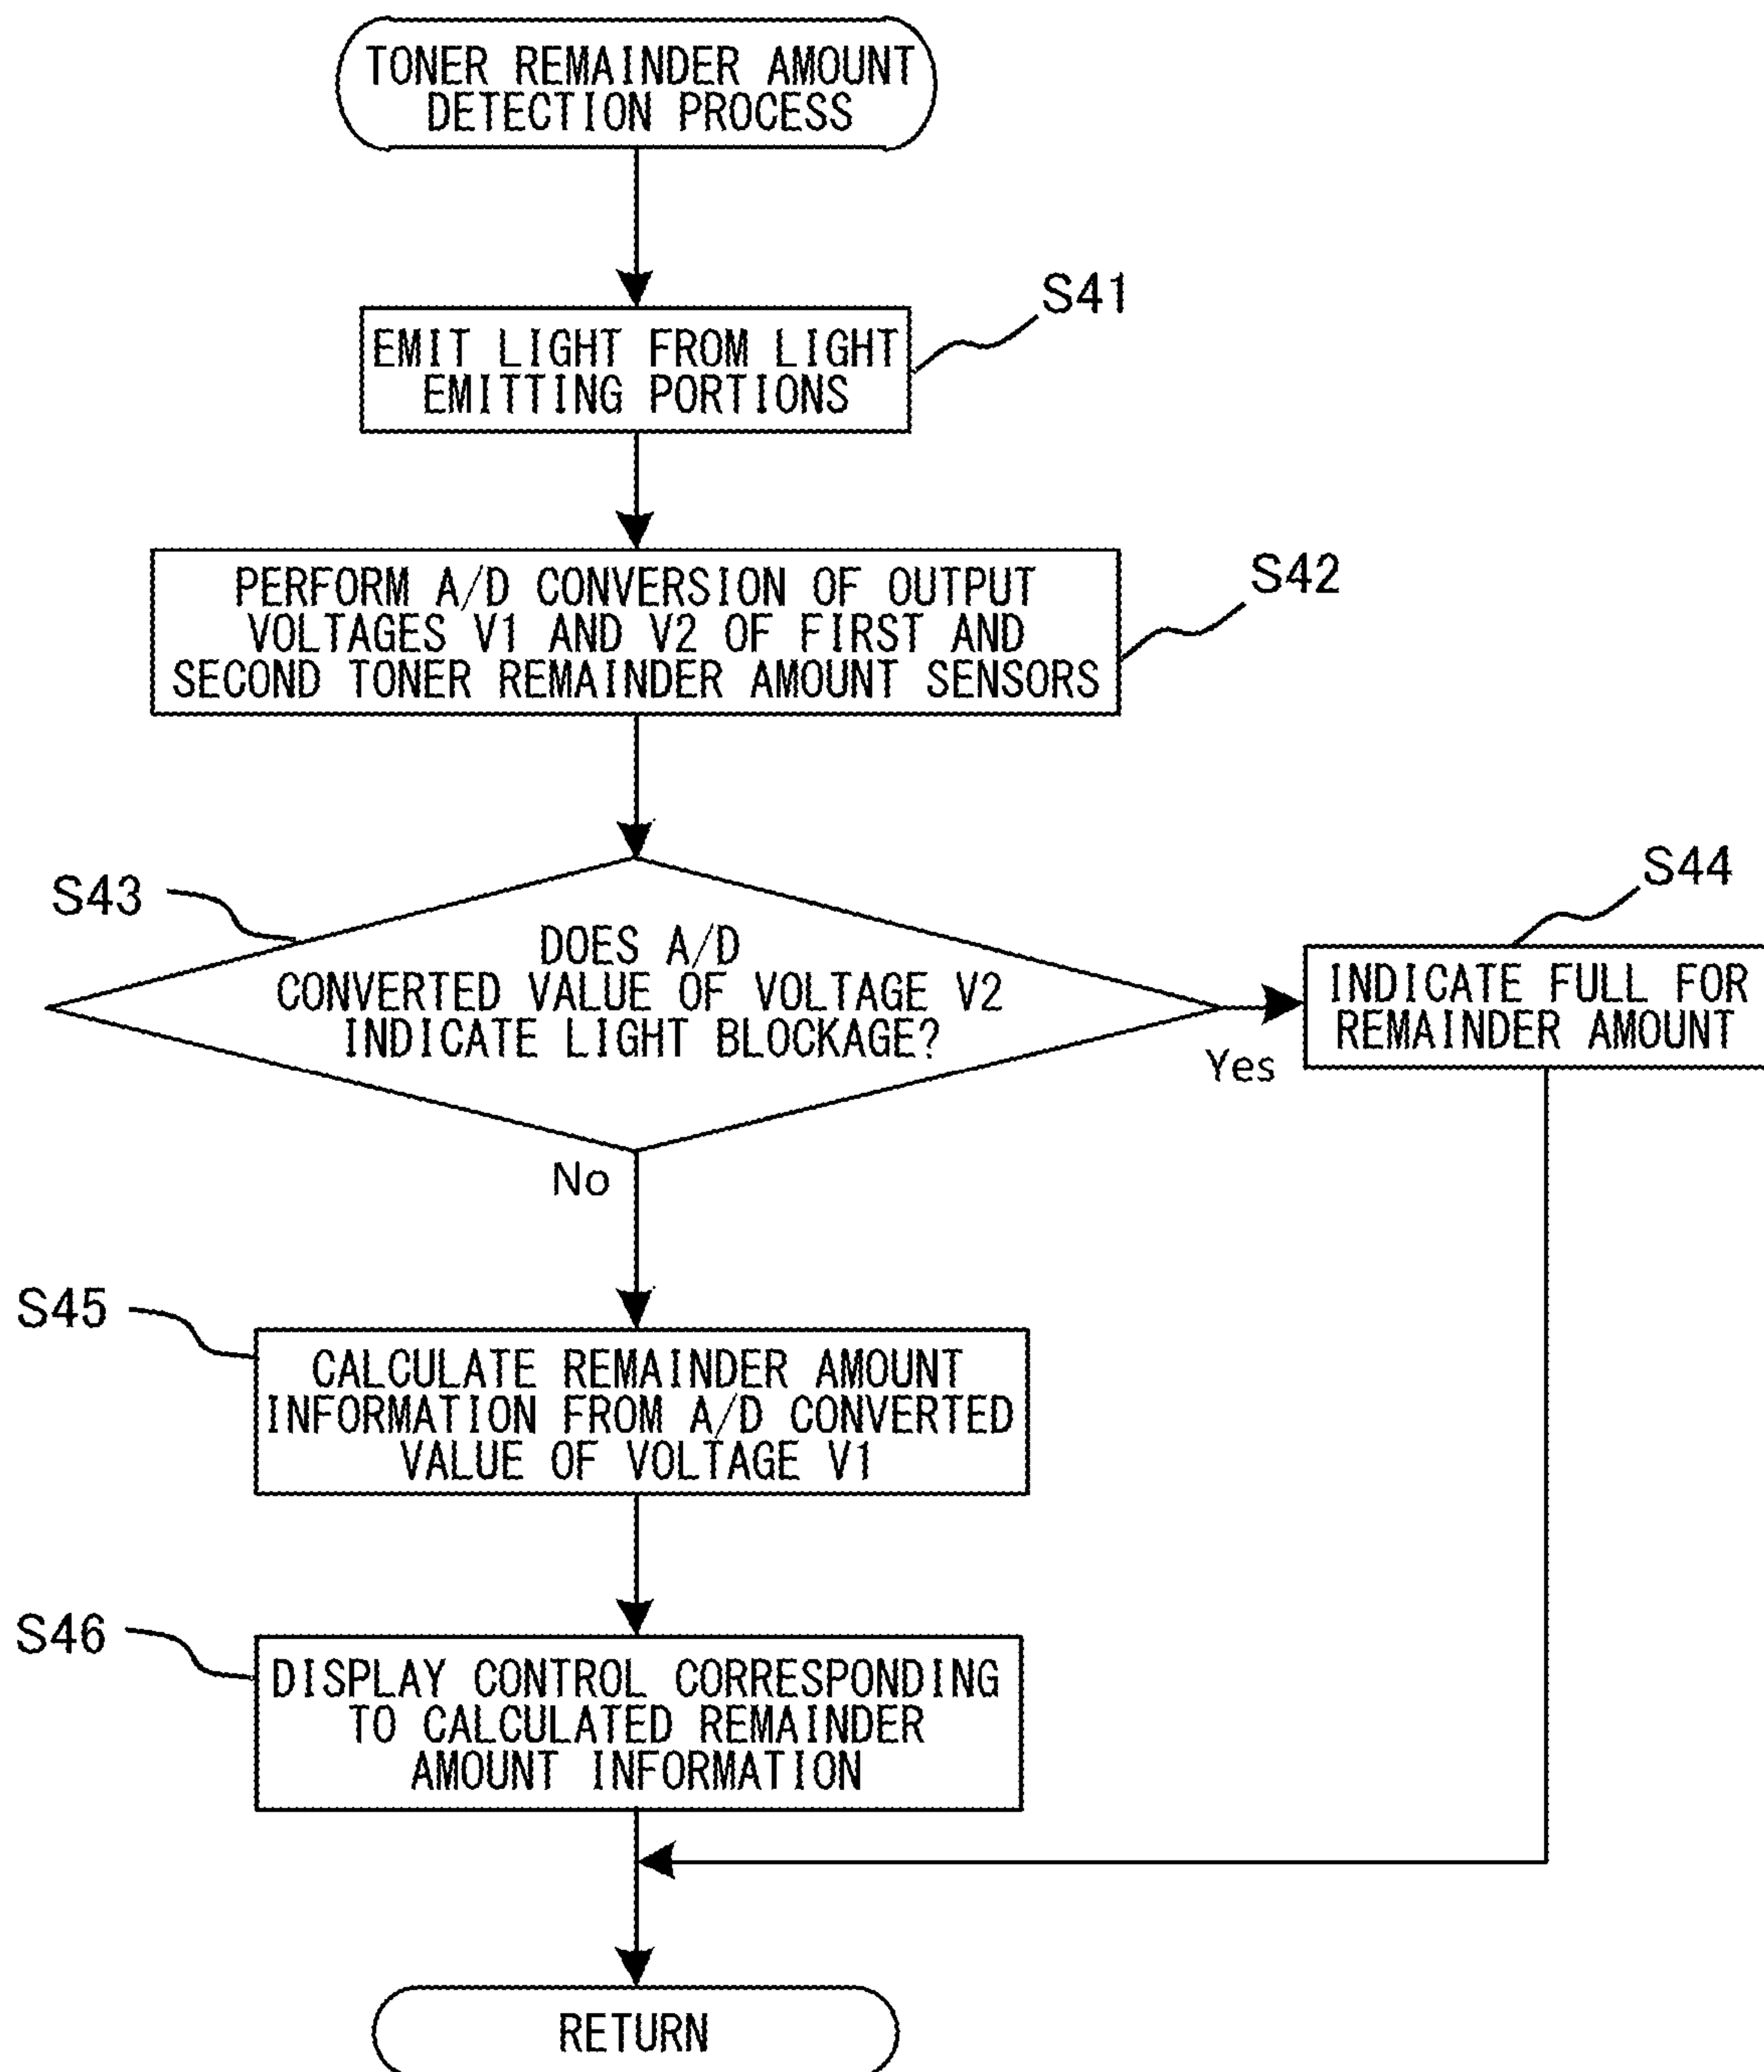 TONER REMAINDER AMOUNT
DETECTION PROCESS
S41
EMIT LIGHT FROM LIGHT
EMITTING PORTIONS
S42
PERFORM A/D CONVERSION OF OUTPUT
VOLTAGES V1 AND V2 OF FIRST AND
SECOND TONER REMAINDER AMOUNT SENSORS
S43
DOES A/D
CONVERTED VALUE OF VOLTAGE V2
INDICATE LIGHT BLOCKAGE?
Yes
S44
INDICATE FULL FOR
REMAINDER AMOUNT
No
S45
CALCULATE REMAINDER AMOUNT
INFORMATION FROM A/D CONVERTED
VALUE OF VOLTAGE V1
S46
DISPLAY CONTROL CORRESPONDING
TO CALCULATED REMAINDER
AMOUNT INFORMATION
RETURN